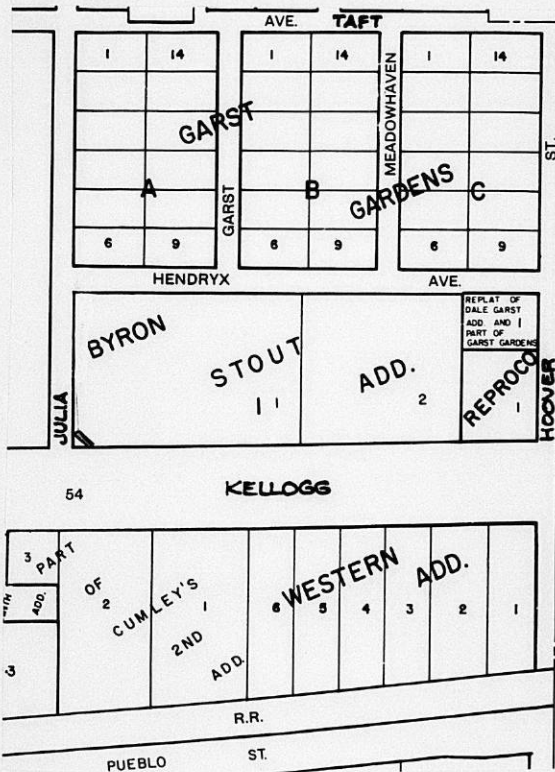 AVE. TAFT
1 14 1 14 1 14
GARST GARDENS
MEADOWHAVEN
ST.
A B C
GARST
6 9 6 9 6 9
HENDRYX AVE.
BYRON STOUT ADD.
1 1
2
REPLAT OF
DALE GARST
ADD. AND 1
PART OF
GARST GARDENS
REPROCO
1
JULIA
HOOVER
54 KELLOGG
3 PART OF CUMLEY'S 2ND ADD.
2 1
WESTERN ADD.
6 5 4 3 2 1
ADD.
3
R.R.
PUEBLO ST.